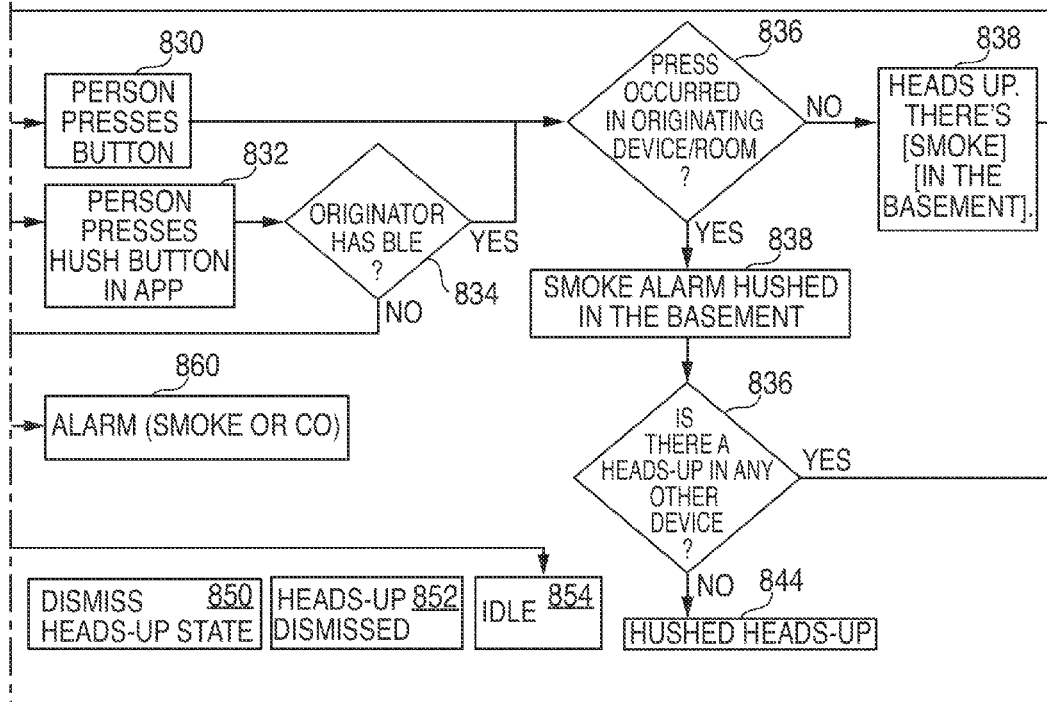 830
PERSON
PRESSES
BUTTON
832
PERSON
PRESSES
HUSH BUTTON
IN APP
ORIGINATOR
HAS BLE
?
YES
834
NO
836
PRESS
OCCURRED
IN ORIGINATING
DEVICE/ROOM
?
NO
YES
838
HEADS UP.
THERE'S
[SMOKE]
[IN THE
BASEMENT].
838
SMOKE ALARM HUSHED
IN THE BASEMENT
836
IS
THERE A
HEADS-UP IN ANY
OTHER
DEVICE
?
YES
NO
860
ALARM (SMOKE OR CO)
DISMISS 850
HEADS-UP STATE
HEADS-UP 852
DISMISSED
IDLE 854
844
HUSHED HEADS-UP